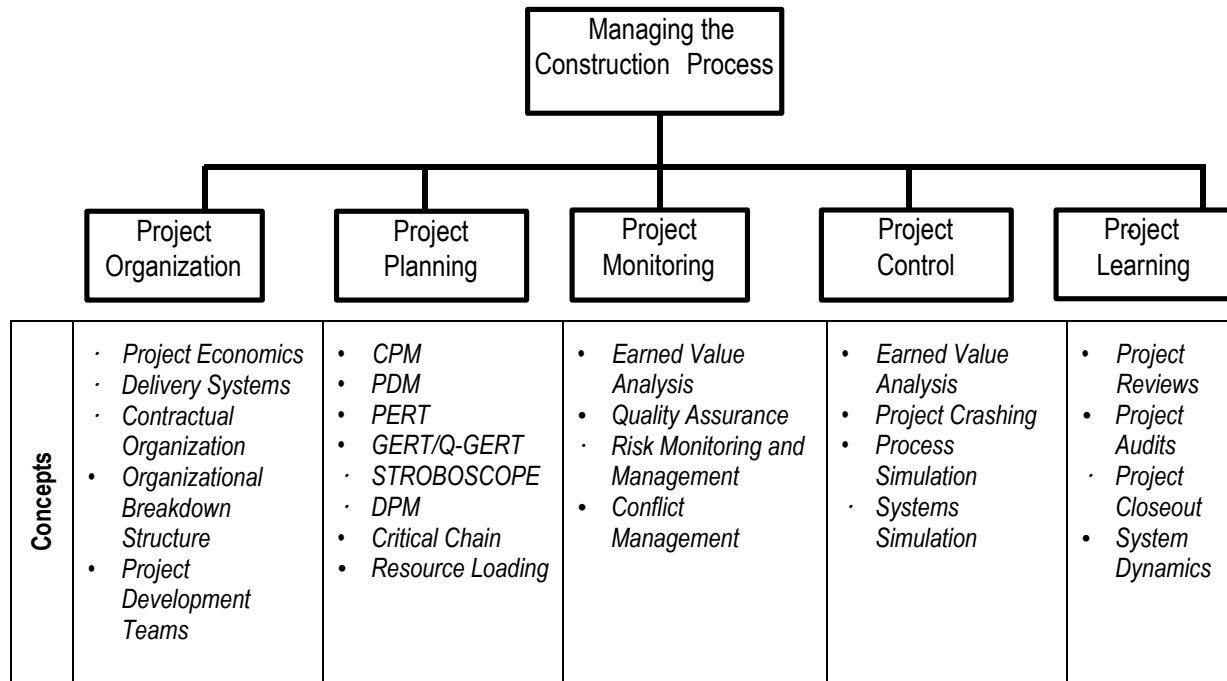 Managing the
Construction Process
Project
Organization
Project
Planning
Project
Monitoring
Project
Control
Project
Learning
Concepts
· Project Economics
· Delivery Systems
· Contractual
Organization
• Organizational
Breakdown
Structure
• Project
Development
Teams
• CPM
• PDM
• PERT
• GERT/Q-GERT
· STROBOSCOPE
· DPM
• Critical Chain
• Resource Loading
• Earned Value
Analysis
• Quality Assurance
· Risk Monitoring and
Management
• Conflict
Management
• Earned Value
Analysis
• Project Crashing
• Process
Simulation
· Systems
Simulation
• Project
Reviews
• Project
Audits
· Project
Closeout
• System
Dynamics